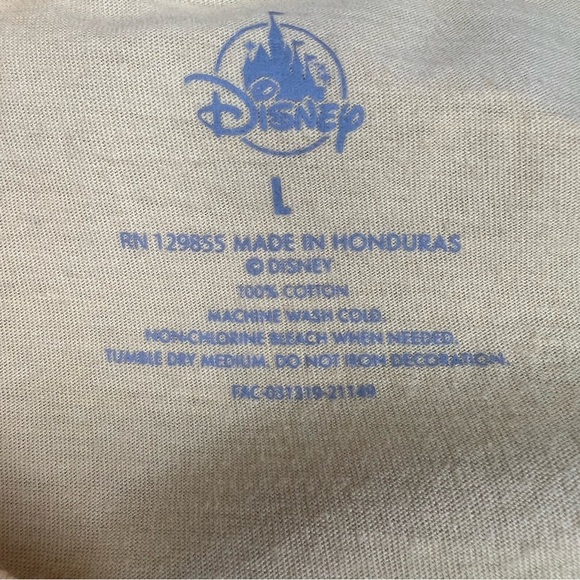 Disney
L
RN 129855 MADE IN HONDURAS
© DISNEY
100% COTTON
MACHINE WASH COLD.
NON-CHLORINE BLEACH WHEN NEEDED.
TUMBLE DRY MEDIUM. DO NOT IRON DECORATION.
FAC-031319-21149